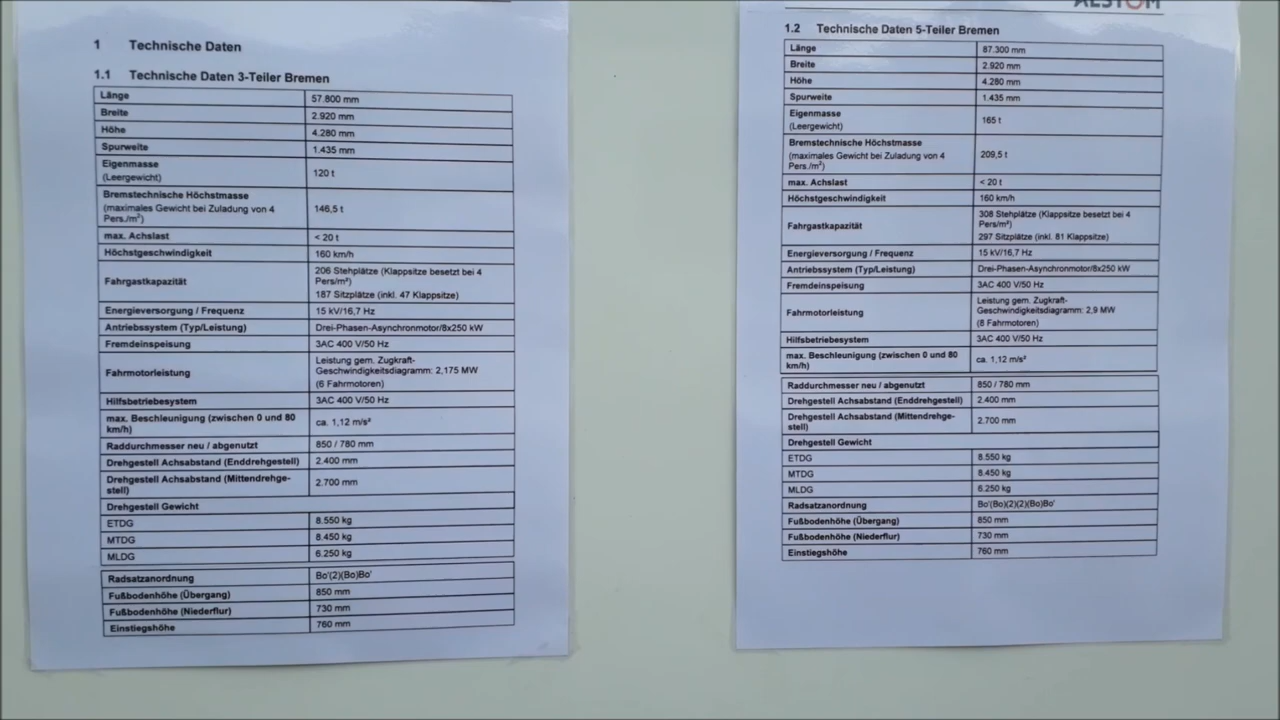 1 Technische Daten
1.1 Technische Daten 3-Teiler Bremen
Länge 57.800 mm
Breite 2.920 mm
Höhe 4.280 mm
Spurweite 1.435 mm
Eigenmasse
(Leergewicht) 120 t
Bremstechnische Höchstmasse
(maximales Gewicht bei Zuladung von 4
Pers./m²) 146,5 t
max. Achslast < 20 t
Höchstgeschwindigkeit 160 km/h
Fahrgastkapazität
206 Stehplätze (Klappsitze besetzt bei 4
Pers/m²)
187 Sitzplätze (inkl. 47 Klappsitze)
Energieversorgung / Frequenz 15 kV/16,7 Hz
Antriebssystem (Typ/Leistung) Drei-Phasen-Asynchronmotor/8x250 kW
Fremdeinspeisung 3AC 400 V/50 Hz
Fahrmotorleistung
Leistung gem. Zugkraft-
Geschwindigkeitsdiagramm: 2,175 MW
(6 Fahrmotoren)
Hilfsbetriebesystem 3AC 400 V/50 Hz
max. Beschleunigung (zwischen 0 und 80
km/h) ca. 1,12 m/s²
Raddurchmesser neu / abgenutzt 850 / 780 mm
Drehgestell Achsabstand (Enddrehgestell) 2.400 mm
Drehgestell Achsabstand (Mittendrehge-
stell) 2.700 mm
Drehgestell Gewicht
ETDG 8.550 kg
MTDG 8.450 kg
MLDG 6.250 kg
Radsatzanordnung Bo'(2)(Bo)Bo'
Fußbodenhöhe (Übergang) 850 mm
Fußbodenhöhe (Niederflur) 730 mm
Einstiegshöhe 760 mm
ALSTOM
1.2 Technische Daten 5-Teiler Bremen
Länge 87.300 mm
Breite 2.920 mm
Höhe 4.280 mm
Spurweite 1.435 mm
Eigenmasse
(Leergewicht) 165 t
Bremstechnische Höchstmasse
(maximales Gewicht bei Zuladung von 4
Pers./m²) 209,5 t
max. Achslast < 20 t
Höchstgeschwindigkeit 160 km/h
Fahrgastkapazität
308 Stehplätze (Klappsitze besetzt bei 4
Pers/m²)
297 Sitzplätze (inkl. 81 Klappsitze)
Energieversorgung / Frequenz 15 kV/16,7 Hz
Antriebssystem (Typ/Leistung) Drei-Phasen-Asynchronmotor/8x250 kW
Fremdeinspeisung 3AC 400 V/50 Hz
Fahrmotorleistung
Leistung gem. Zugkraft-
Geschwindigkeitsdiagramm: 2,9 MW
(8 Fahrmotoren)
Hilfsbetriebesystem 3AC 400 V/50 Hz
max. Beschleunigung (zwischen 0 und 80
km/h) ca. 1,12 m/s²
Raddurchmesser neu / abgenutzt 850 / 780 mm
Drehgestell Achsabstand (Enddrehgestell) 2.400 mm
Drehgestell Achsabstand (Mittendrehge-
stell) 2.700 mm
Drehgestell Gewicht
ETDG 8.550 kg
MTDG 8.450 kg
MLDG 6.250 kg
Radsatzanordnung Bo'(Bo)(2)(2)(Bo)Bo'
Fußbodenhöhe (Übergang) 850 mm
Fußbodenhöhe (Niederflur) 730 mm
Einstiegshöhe 760 mm